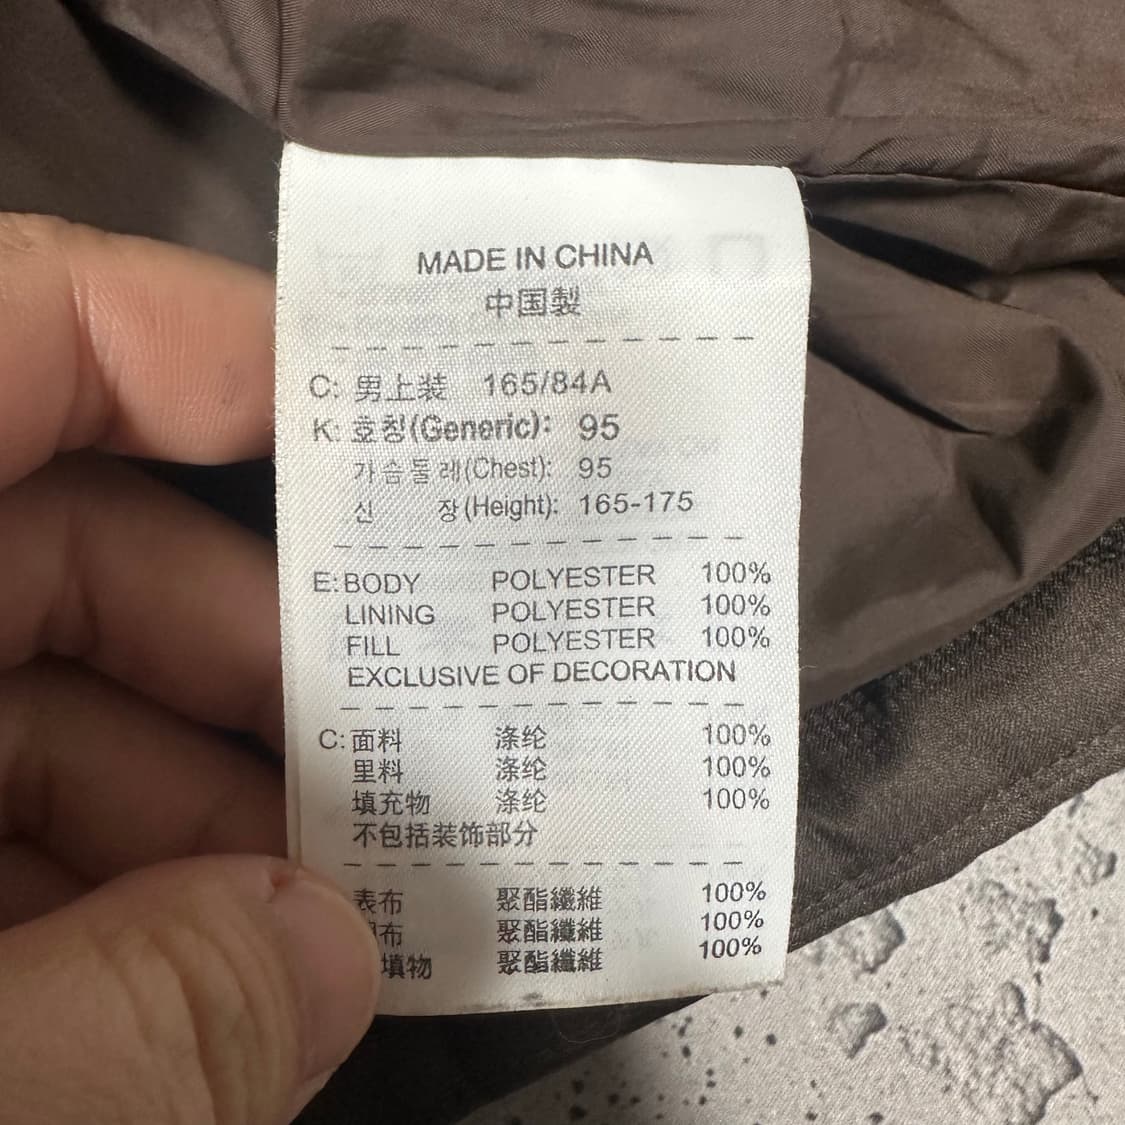 MADE IN CHINA
中国製
C: 男上装 165/84A
K: 호칭(Generic): 95
가슴둘레(Chest): 95
신 장(Height): 165-175
E: BODY POLYESTER 100%
LINING POLYESTER 100%
FILL POLYESTER 100%
EXCLUSIVE OF DECORATION
C: 面料 涤纶 100%
里料 涤纶 100%
填充物 涤纶 100%
不包括装饰部分
表布 聚酯纖維 100%
布 聚酯纖維 100%
填物 聚酯纖維 100%